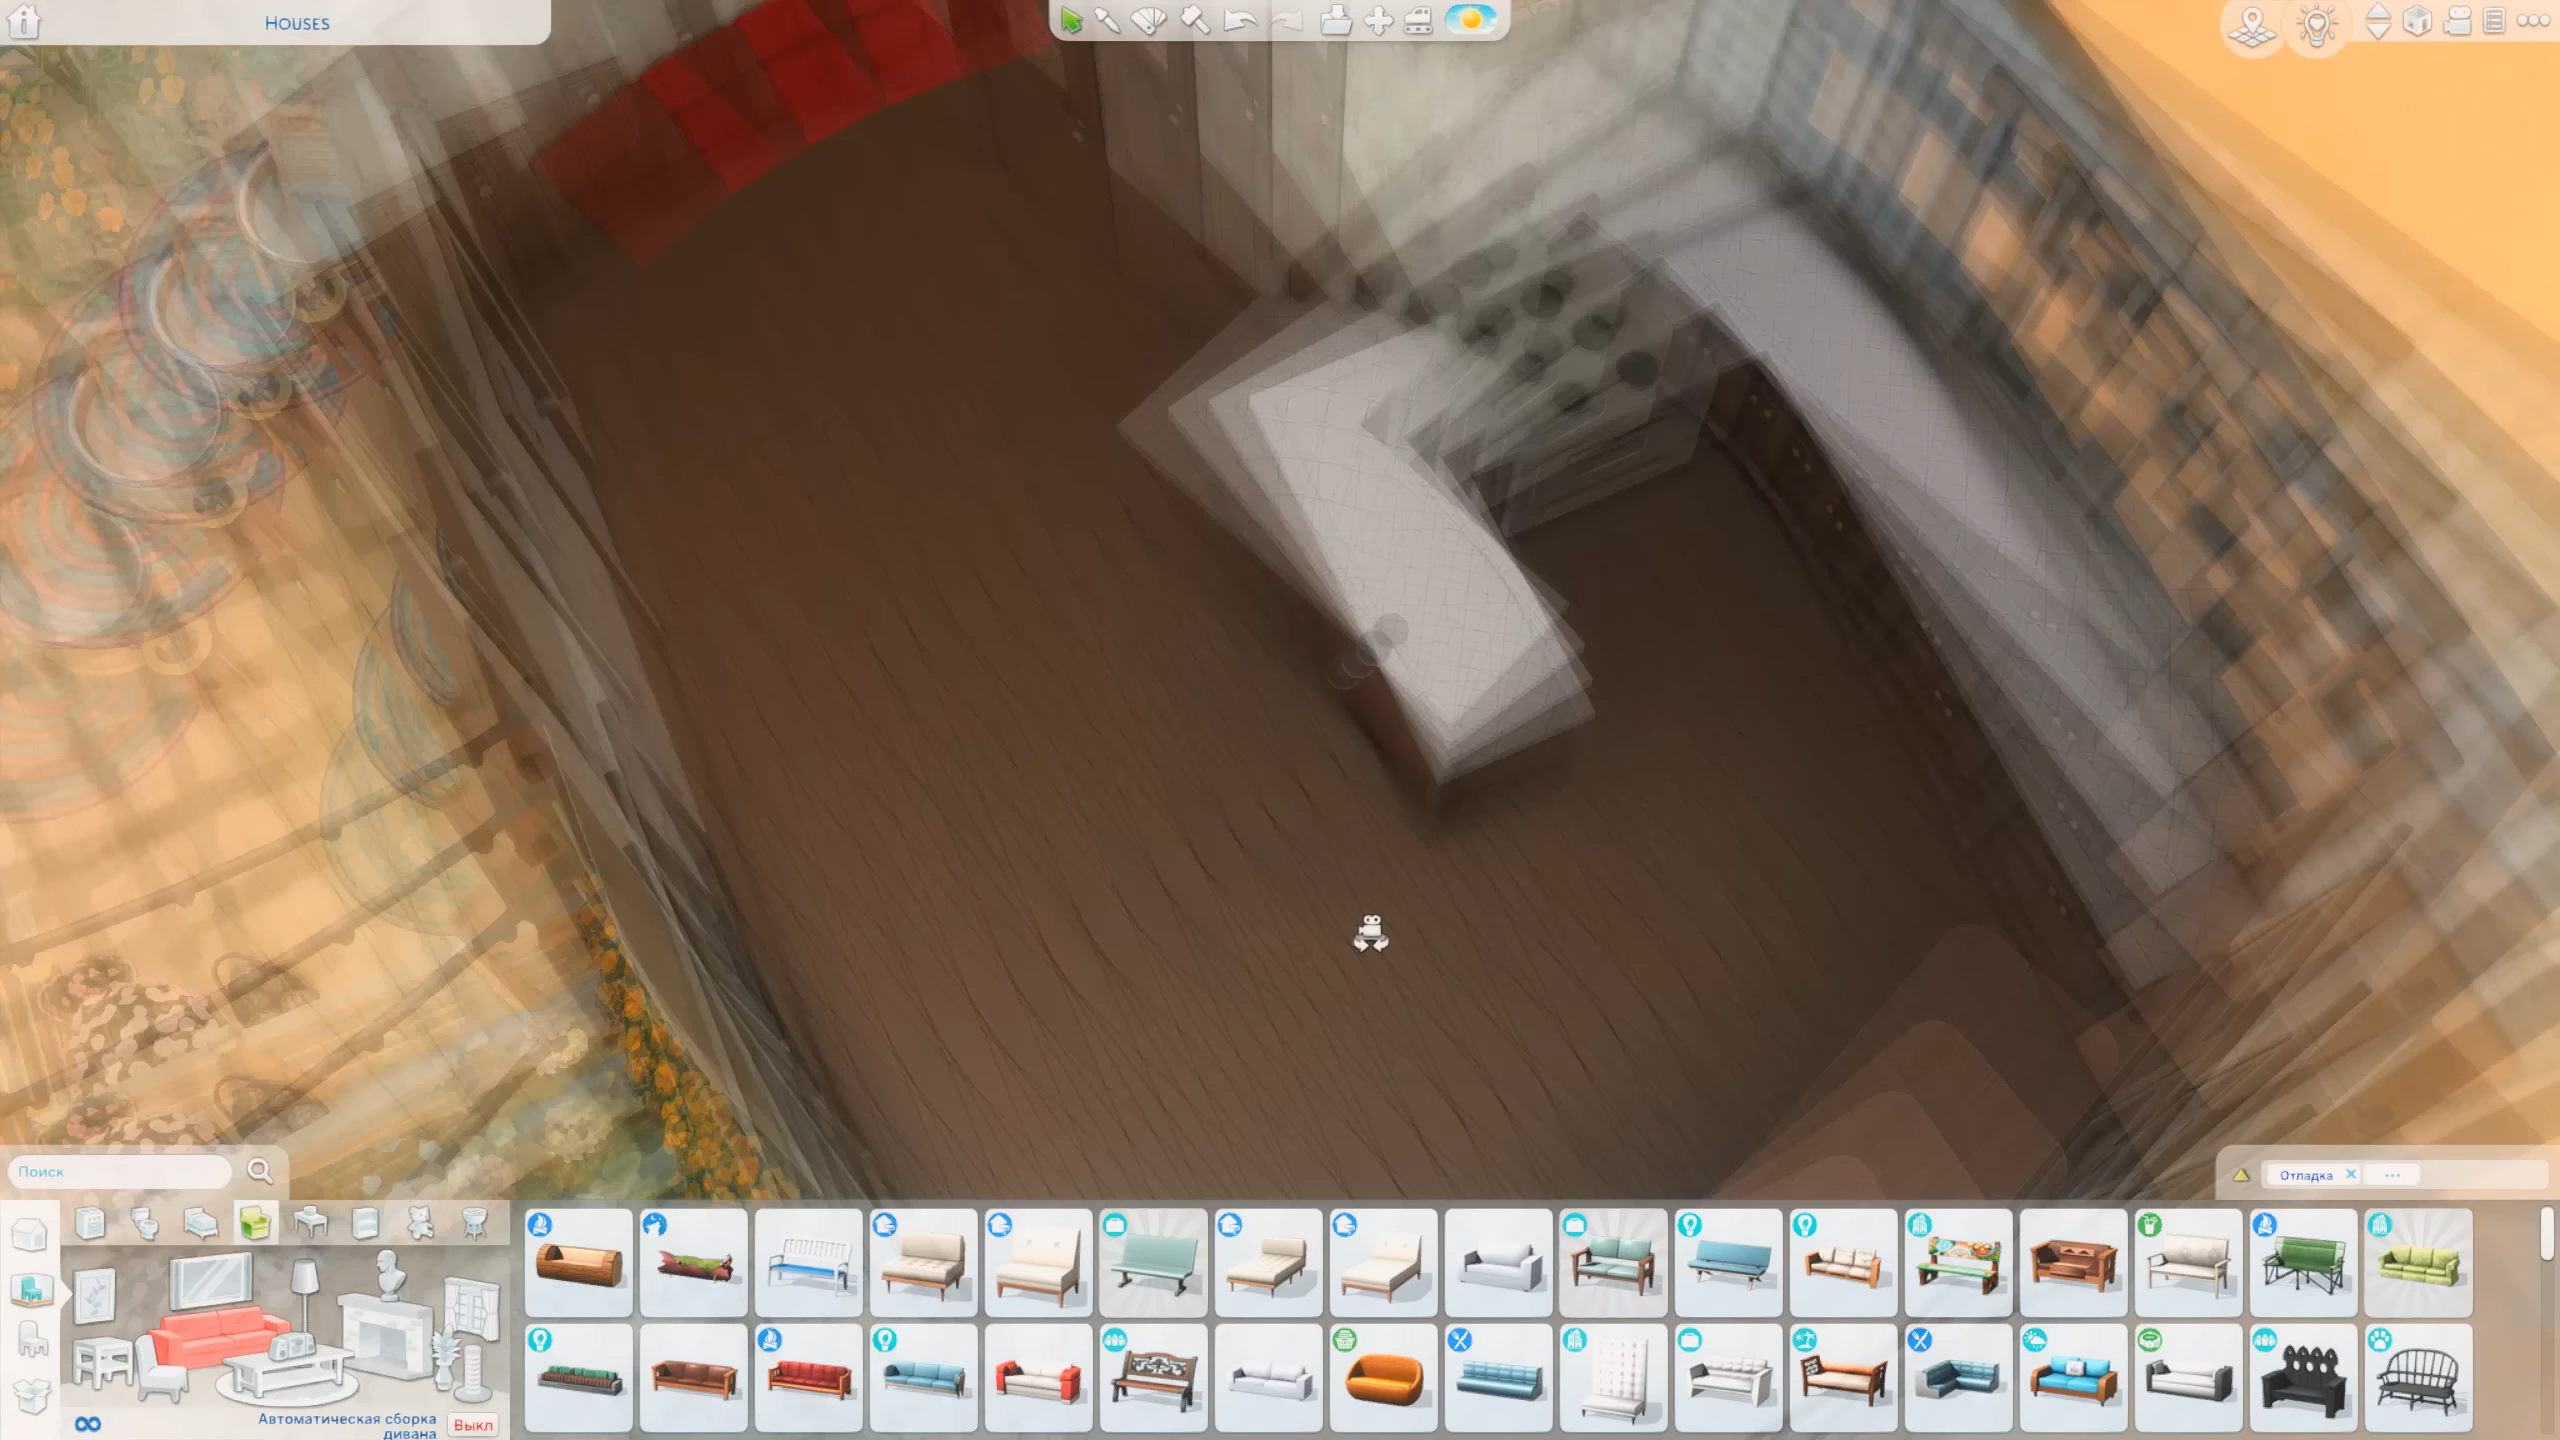 Houses
Поиск
Отладка
Автоматическая сборка
дивана
Выкл